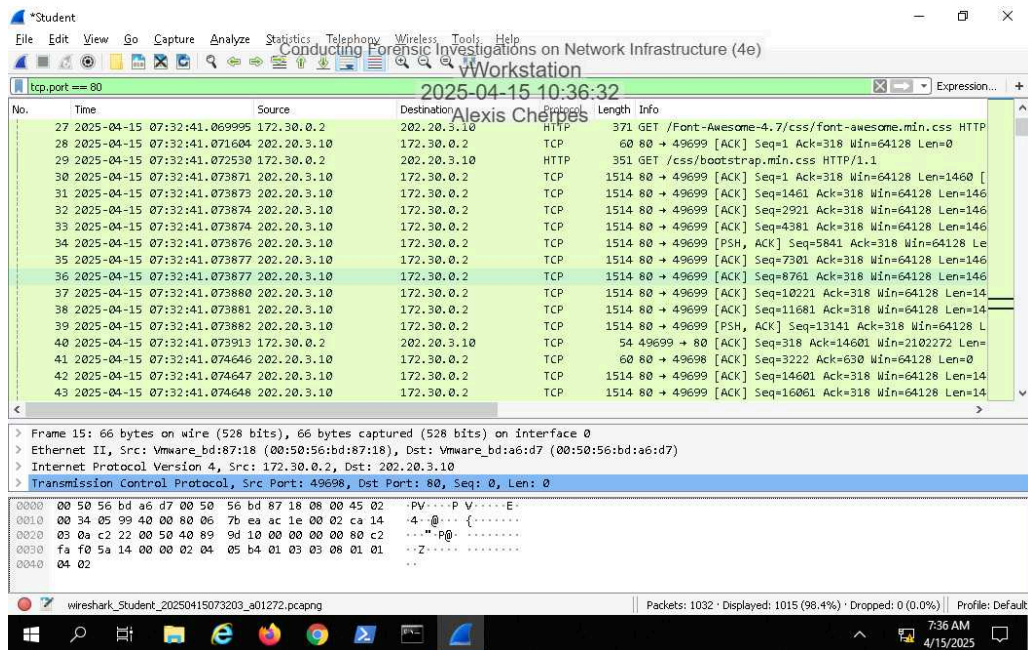 *Student
File Edit View Go Capture Analyze Statistics Telephony Wireless Tools Help
Conducting Forensic Investigations on Network Infrastructure (4e)
vWorkstation
2025-04-15 10:36:32
Alexis Cherpes
tcp.port == 80 Expression... +
No. Time Source Destination Protocol Length Info
27 2025-04-15 07:32:41.069995 172.30.0.2 202.20.3.10 HTTP 371 GET /Font-Awesome-4.7/css/font-awesome.min.css HTTP
28 2025-04-15 07:32:41.071604 202.20.3.10 172.30.0.2 TCP 60 80 → 49699 [ACK] Seq=1 Ack=318 Win=64128 Len=0
29 2025-04-15 07:32:41.072530 172.30.0.2 202.20.3.10 HTTP 351 GET /css/bootstrap.min.css HTTP/1.1
30 2025-04-15 07:32:41.073871 202.20.3.10 172.30.0.2 TCP 1514 80 → 49699 [ACK] Seq=1 Ack=318 Win=64128 Len=1460 [
31 2025-04-15 07:32:41.073873 202.20.3.10 172.30.0.2 TCP 1514 80 → 49699 [ACK] Seq=1461 Ack=318 Win=64128 Len=146
32 2025-04-15 07:32:41.073874 202.20.3.10 172.30.0.2 TCP 1514 80 → 49699 [ACK] Seq=2921 Ack=318 Win=64128 Len=146
33 2025-04-15 07:32:41.073874 202.20.3.10 172.30.0.2 TCP 1514 80 → 49699 [ACK] Seq=4381 Ack=318 Win=64128 Len=146
34 2025-04-15 07:32:41.073876 202.20.3.10 172.30.0.2 TCP 1514 80 → 49699 [PSH, ACK] Seq=5841 Ack=318 Win=64128 Le
35 2025-04-15 07:32:41.073877 202.20.3.10 172.30.0.2 TCP 1514 80 → 49699 [ACK] Seq=7301 Ack=318 Win=64128 Len=146
36 2025-04-15 07:32:41.073877 202.20.3.10 172.30.0.2 TCP 1514 80 → 49699 [ACK] Seq=8761 Ack=318 Win=64128 Len=146
37 2025-04-15 07:32:41.073880 202.20.3.10 172.30.0.2 TCP 1514 80 → 49699 [ACK] Seq=10221 Ack=318 Win=64128 Len=14
38 2025-04-15 07:32:41.073881 202.20.3.10 172.30.0.2 TCP 1514 80 → 49699 [ACK] Seq=11681 Ack=318 Win=64128 Len=14
39 2025-04-15 07:32:41.073882 202.20.3.10 172.30.0.2 TCP 1514 80 → 49699 [PSH, ACK] Seq=13141 Ack=318 Win=64128 L
40 2025-04-15 07:32:41.073913 172.30.0.2 202.20.3.10 TCP 54 49699 → 80 [ACK] Seq=318 Ack=14601 Win=2102272 Len=
41 2025-04-15 07:32:41.074646 202.20.3.10 172.30.0.2 TCP 60 80 → 49698 [ACK] Seq=3222 Ack=630 Win=64128 Len=0
42 2025-04-15 07:32:41.074647 202.20.3.10 172.30.0.2 TCP 1514 80 → 49699 [ACK] Seq=14601 Ack=318 Win=64128 Len=14
43 2025-04-15 07:32:41.074648 202.20.3.10 172.30.0.2 TCP 1514 80 → 49699 [ACK] Seq=16061 Ack=318 Win=64128 Len=14
> Frame 15: 66 bytes on wire (528 bits), 66 bytes captured (528 bits) on interface 0
> Ethernet II, Src: Vmware_bd:87:18 (00:50:56:bd:87:18), Dst: Vmware_bd:a6:d7 (00:50:56:bd:a6:d7)
> Internet Protocol Version 4, Src: 172.30.0.2, Dst: 202.20.3.10
> Transmission Control Protocol, Src Port: 49698, Dst Port: 80, Seq: 0, Len: 0
0000 00 50 56 bd a6 d7 00 50 56 bd 87 18 08 00 45 02 ·PV····P V·····E·
0010 00 34 05 99 40 00 80 06 7b ea ac 1e 00 02 ca 14 ·4··@··· {·······
0020 03 0a c2 22 00 50 40 89 9d 10 00 00 00 00 80 c2 ···"·P@· ········
0030 fa f0 5a 14 00 00 02 04 05 b4 01 03 03 08 01 01 ··Z····· ········
0040 04 02 ··
wireshark_Student_20250415073203_a01272.pcapng Packets: 1032 · Displayed: 1015 (98.4%) · Dropped: 0 (0.0%) Profile: Default
7:36 AM
4/15/2025